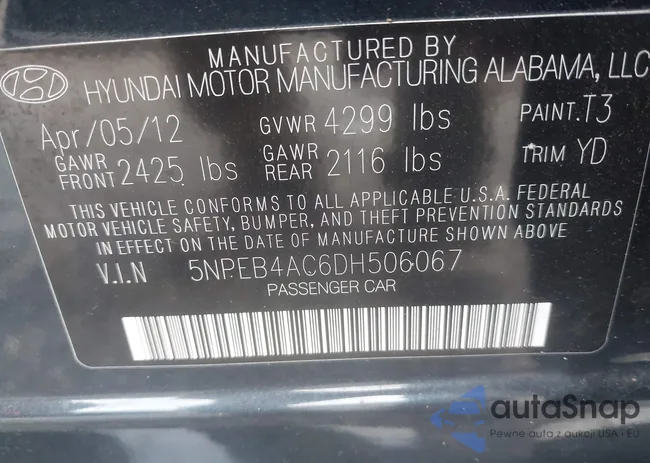 MANUFACTURED BY
HYUNDAI MOTOR MANUFACTURING ALABAMA, LLC
Apr/05/12 GVWR 4299 lbs PAINT. T3
GAWR FRONT 2425 lbs GAWR REAR 2116 lbs TRIM YD
THIS VEHICLE CONFORMS TO ALL APPLICABLE U.S.A. FEDERAL
MOTOR VEHICLE SAFETY, BUMPER, AND THEFT PREVENTION STANDARDS
IN EFFECT ON THE DATE OF MANUFACTURE SHOWN ABOVE
V.I.N 5NPEB4AC6DH506067
PASSENGER CAR
autaSnap
Pewne auta z aukcji USA i EU